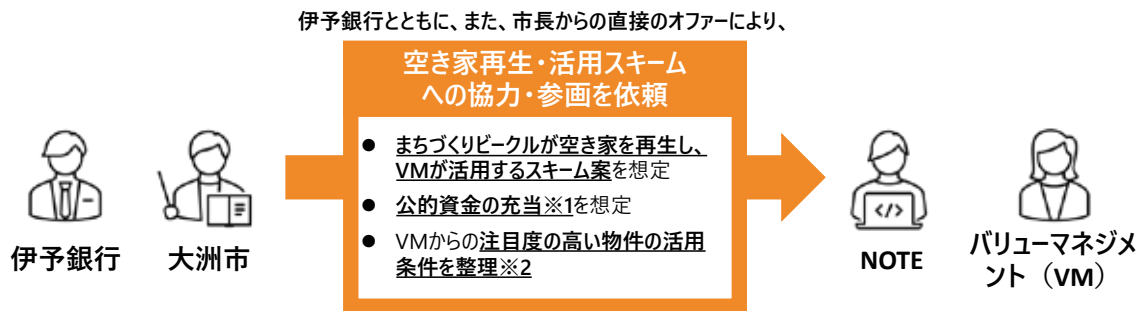 伊予銀行とともに、また、市長からの直接のオファーにより、
空き家再生・活用スキーム
への協力・参画を依頼
● まちづくりビークルが空き家を再生し、
VMが活用するスキーム案を想定
● 公的資金の充当※1を想定
● VMからの注目度の高い物件の活用
条件を整理※2
伊予銀行
大洲市
</>
NOTE
バリューマネジメ
ント（VM）